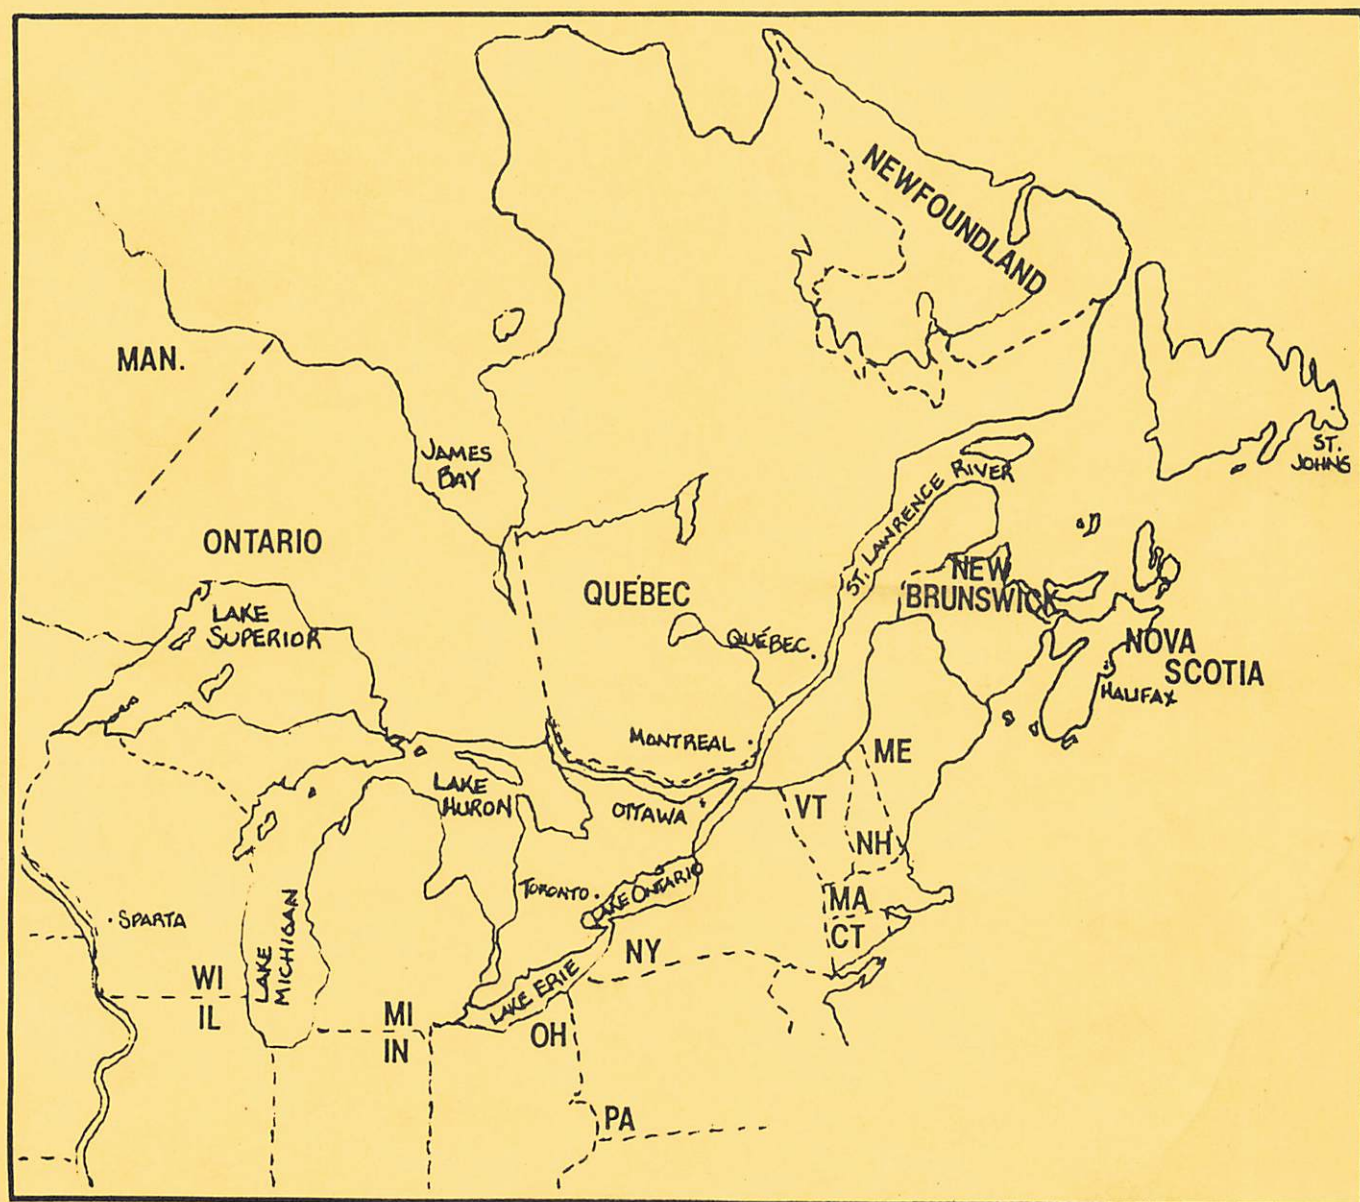 NEWFOUNDLAND
MAN.
JAMES
BAY
ST.
JOHNS
ST. LAWRENCE RIVER
ONTARIO
QUÉBEC
NEW
BRUNSWICK
LAKE
SUPERIOR
QUÉBEC.
NOVA
SCOTIA
HALIFAX
MONTREAL
ME
LAKE
HURON
OTTAWA
VT
NH
TORONTO
LAKE ONTARIO
MA
CT
SPARTA
LAKE
MICHIGAN
NY
WI
IL
LAKE ERIE
MI
IN
OH
PA